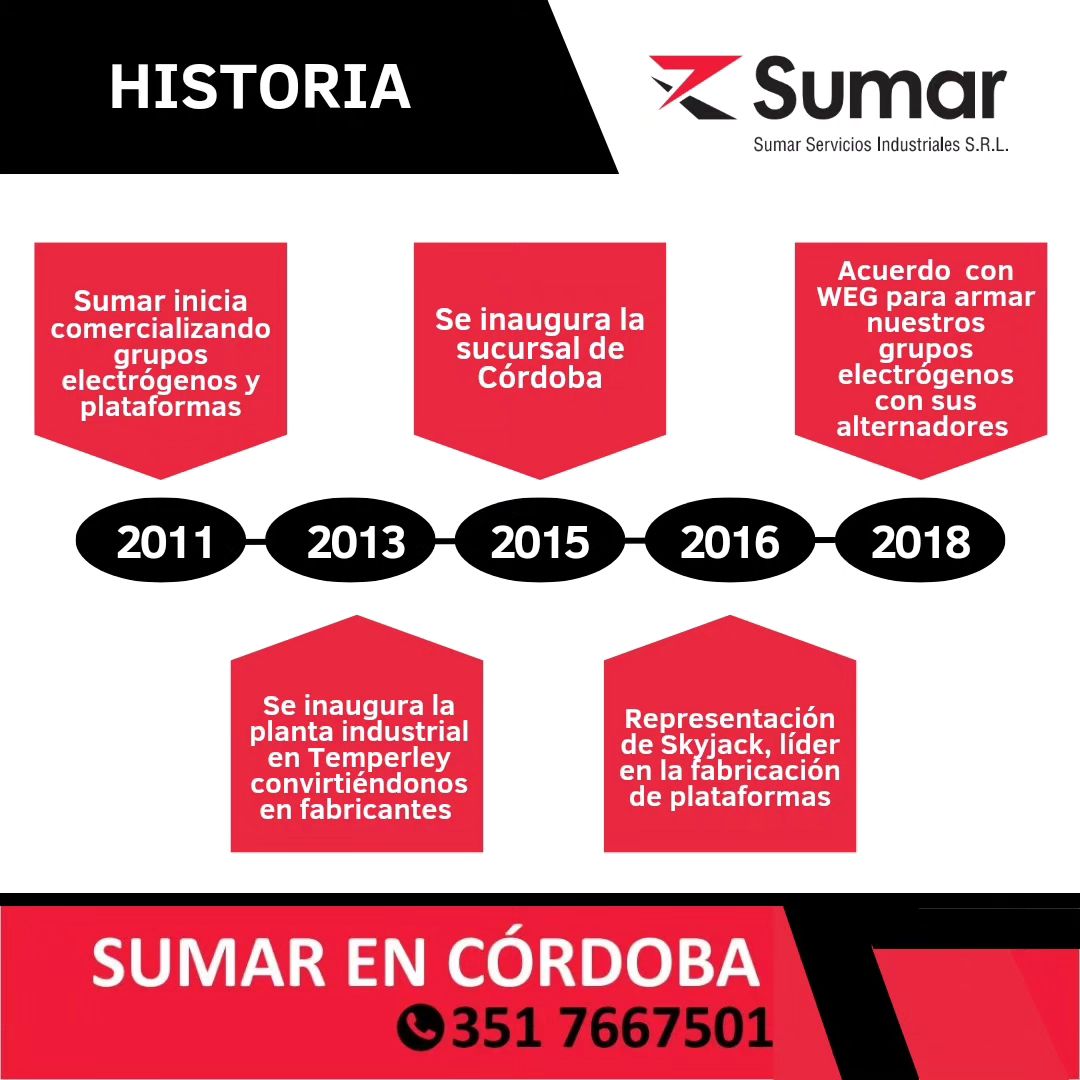 HISTORIA
Sumar
Sumar Servicios Industriales S.R.L.
Sumar inicia
comercializando
grupos
electrógenos y
plataformas
Se inaugura la
sucursal de
Córdoba
Acuerdo con
WEG para armar
nuestros
grupos
electrógenos
con sus
alternadores
2011
2013
2015
2016
2018
Se inaugura la
planta industrial
en Temperley
convirtiéndonos
en fabricantes
Representación
de Skyjack, líder
en la fabricación
de plataformas
SUMAR EN CÓRDOBA
351 7667501